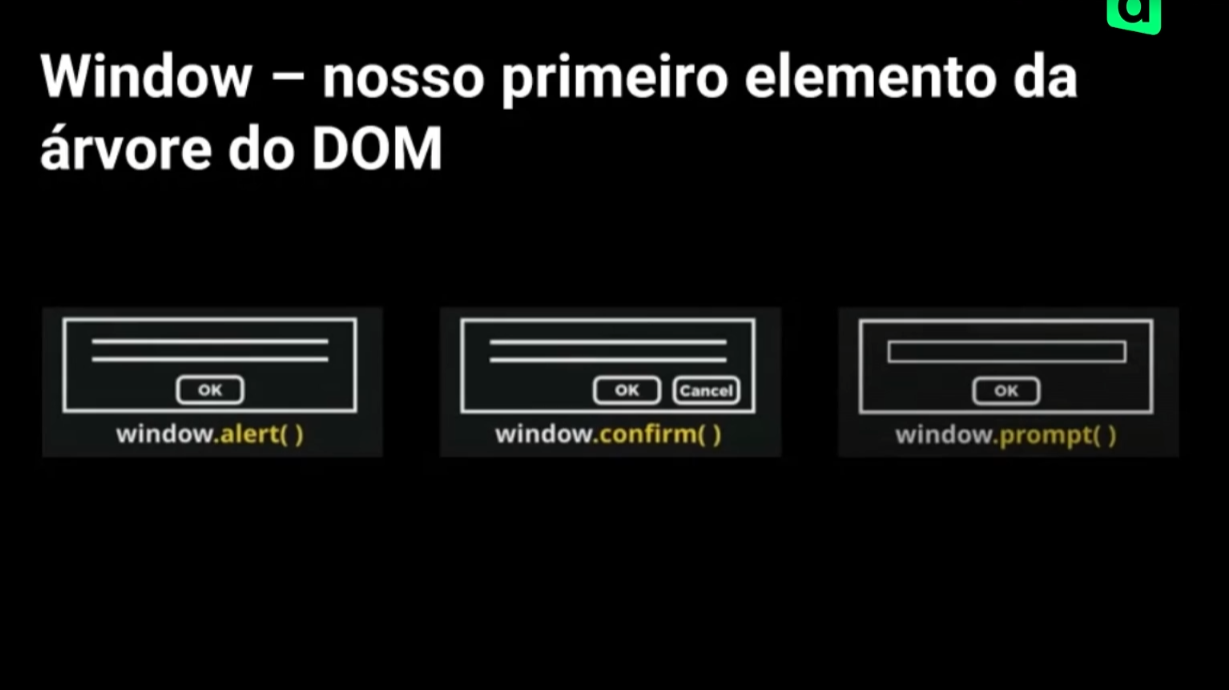 Window – nosso primeiro elemento da
árvore do DOM
OK
window.alert( )
OK Cancel
window.confirm( )
OK
window.prompt( )